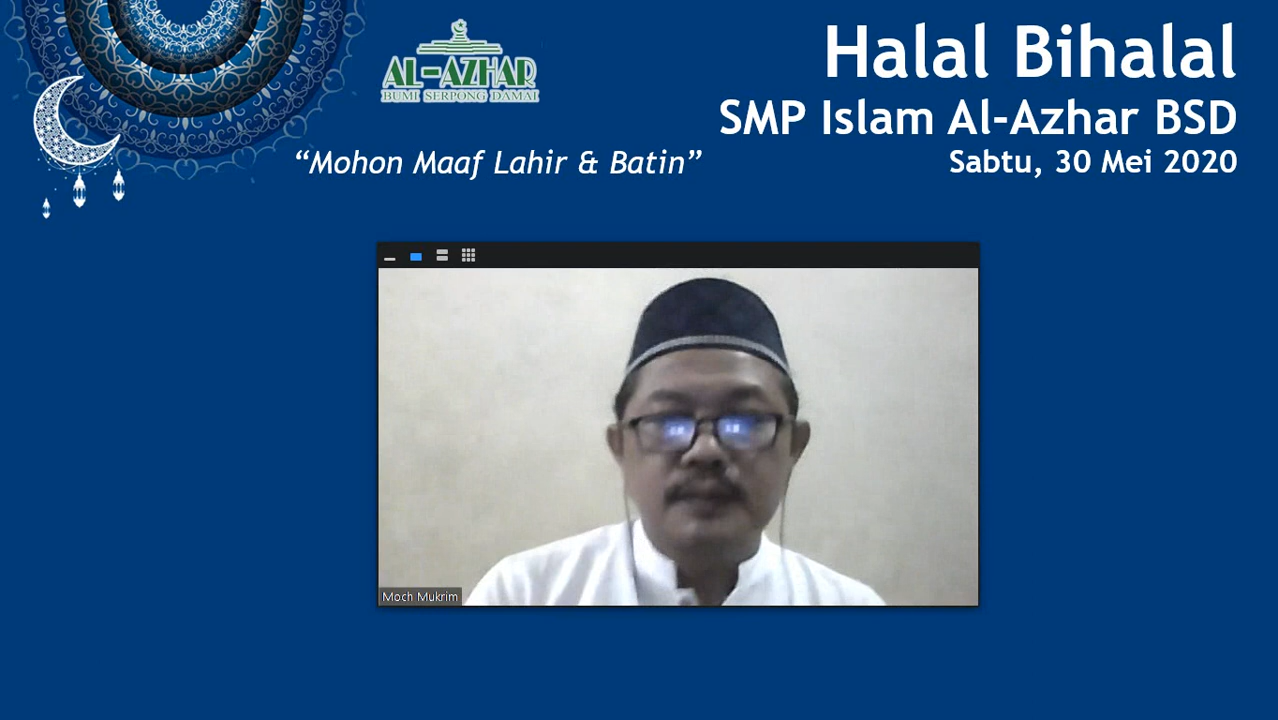 AL-AZHAR
BUMI SERPONG DAMAI
Halal Bihalal
SMP Islam Al-Azhar BSD
Sabtu, 30 Mei 2020
“Mohon Maaf Lahir & Batin”
Moch Mukrim